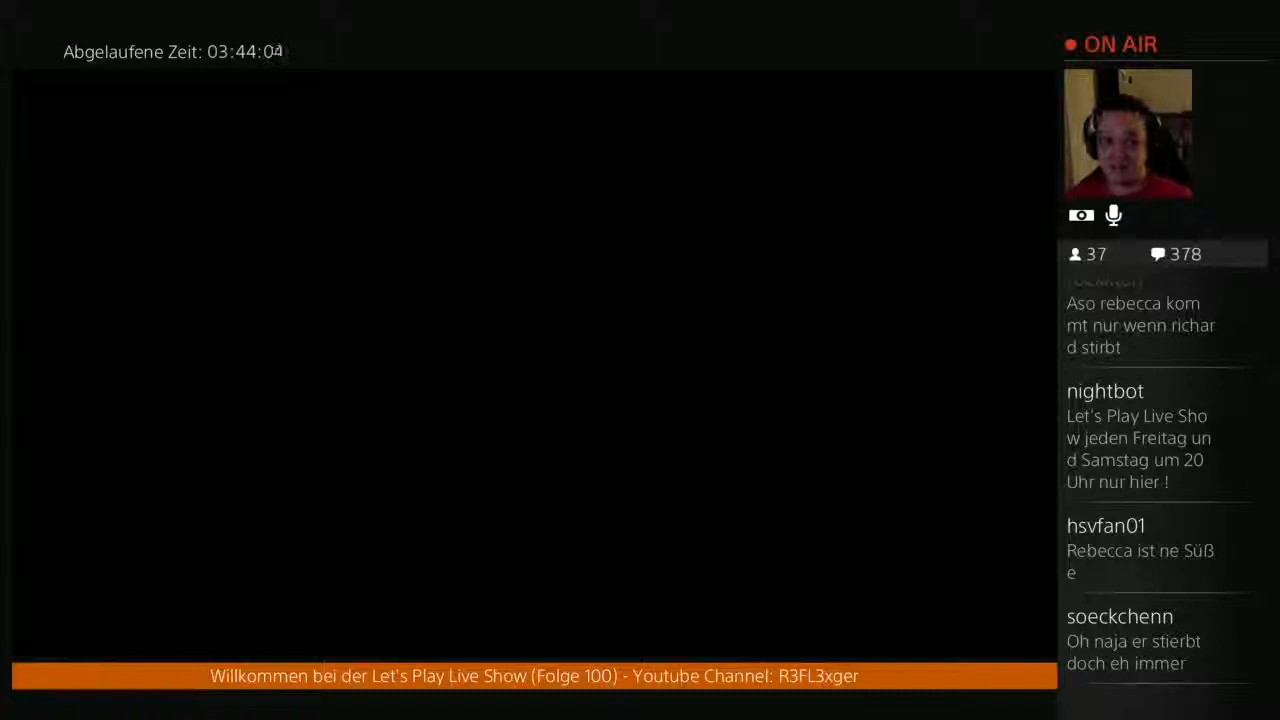 Abgelaufene Zeit: 03:44:04
ON AIR
37 378
Aso rebecca kom
mt nur wenn richar
d stirbt
nightbot
Let's Play Live Sho
w jeden Freitag un
d Samstag um 20
Uhr nur hier !
hsvfan01
Rebecca ist ne Süß
e
soeckchenn
Oh naja er stierbt
doch eh immer
Willkommen bei der Let's Play Live Show (Folge 100) - Youtube Channel: R3FL3xger